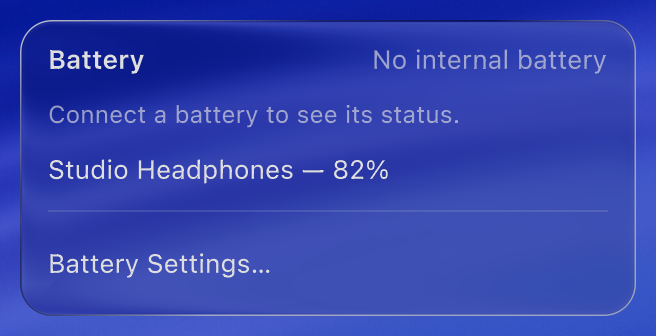 Battery No internal battery
Connect a battery to see its status.
Studio Headphones — 82%
Battery Settings...